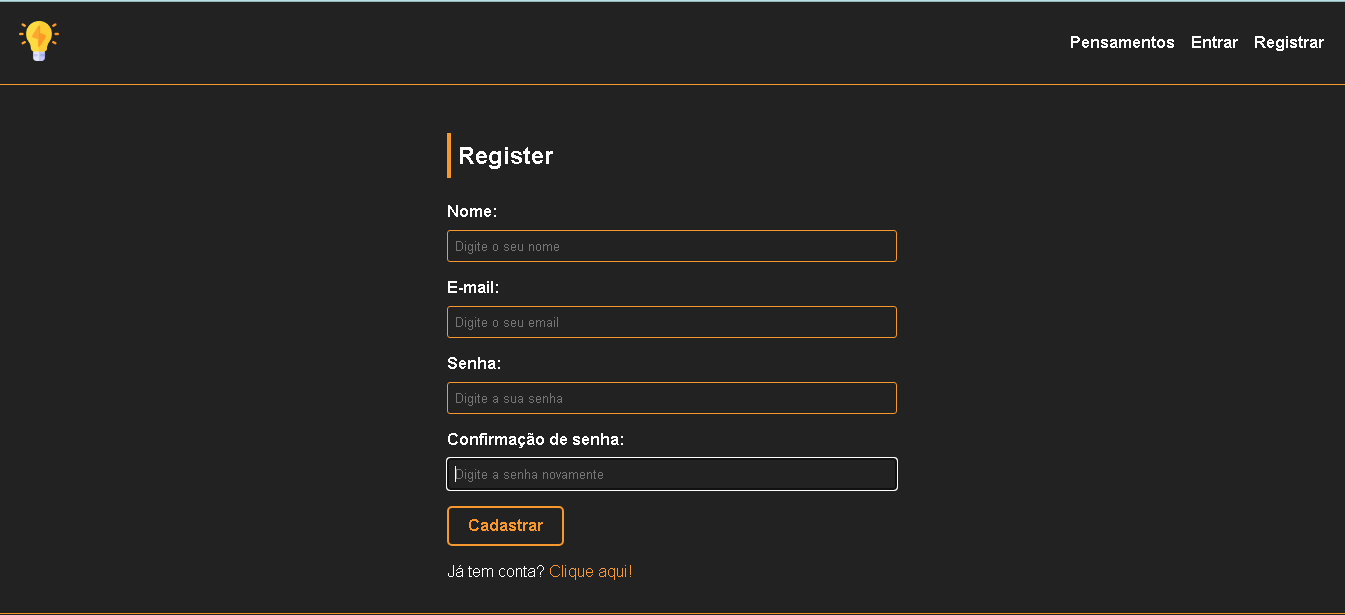 Pensamentos Entrar Registrar
Register
Nome:
Digite o seu nome
E-mail:
Digite o seu email
Senha:
Digite a sua senha
Confirmação de senha:
Digite a senha novamente
Cadastrar
Já tem conta? Clique aqui!